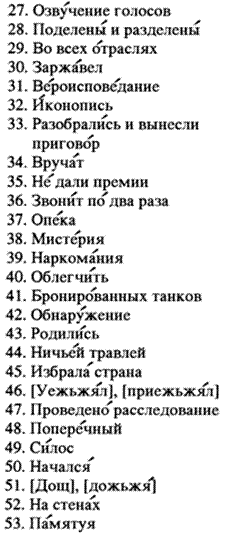 27. Озву́чение голосов
28. Поделены́ и разделены́
29. Во всех о́траслях
30. Заржа́вел
31. Ве́роиспове́дание
32. И́конопись
33. Разобрали́сь и вынесли
пригово́р
34. Вруча́т
35. Не́ дали премии
36. Звони́т по́ два раза
37. Опе́ка
38. Мисте́рия
39. Наркома́ния
40. Облегчи́ть
41. Брониро́ванных танков
42. Обнару́жение
43. Родили́сь
44. Ничье́й травлей
45. Избрала́ страна
46. [Уежьжя́л], [приежьжя́л]
47. Проведено́ расследование
48. Попере́чный
49. Си́лос
50. Начался́
51. [Дощ], [дожьжя́]
52. На стена́х
53. Па́мятуя